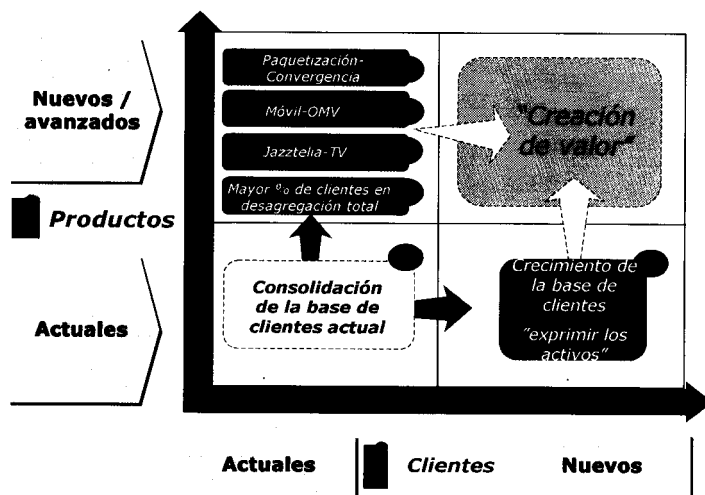 Paquetización-
Convergencia
Nuevos /
avanzados
Móvil-OMV
"Creación
de valor"
Jazztelia-TV
Mayor % de clientes en
desagregación total
Productos
Consolidación
de la base de
clientes actual
Crecimiento de
la base de
clientes
"exprimir los
activos"
Actuales
Actuales
Clientes
Nuevos